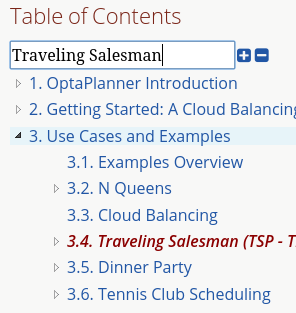 Table of Contents
Traveling Salesman
1. OptaPlanner Introduction
2. Getting Started: A Cloud Balancing
3. Use Cases and Examples
3.1. Examples Overview
3.2. N Queens
3.3. Cloud Balancing
3.4. Traveling Salesman (TSP - T
3.5. Dinner Party
3.6. Tennis Club Scheduling